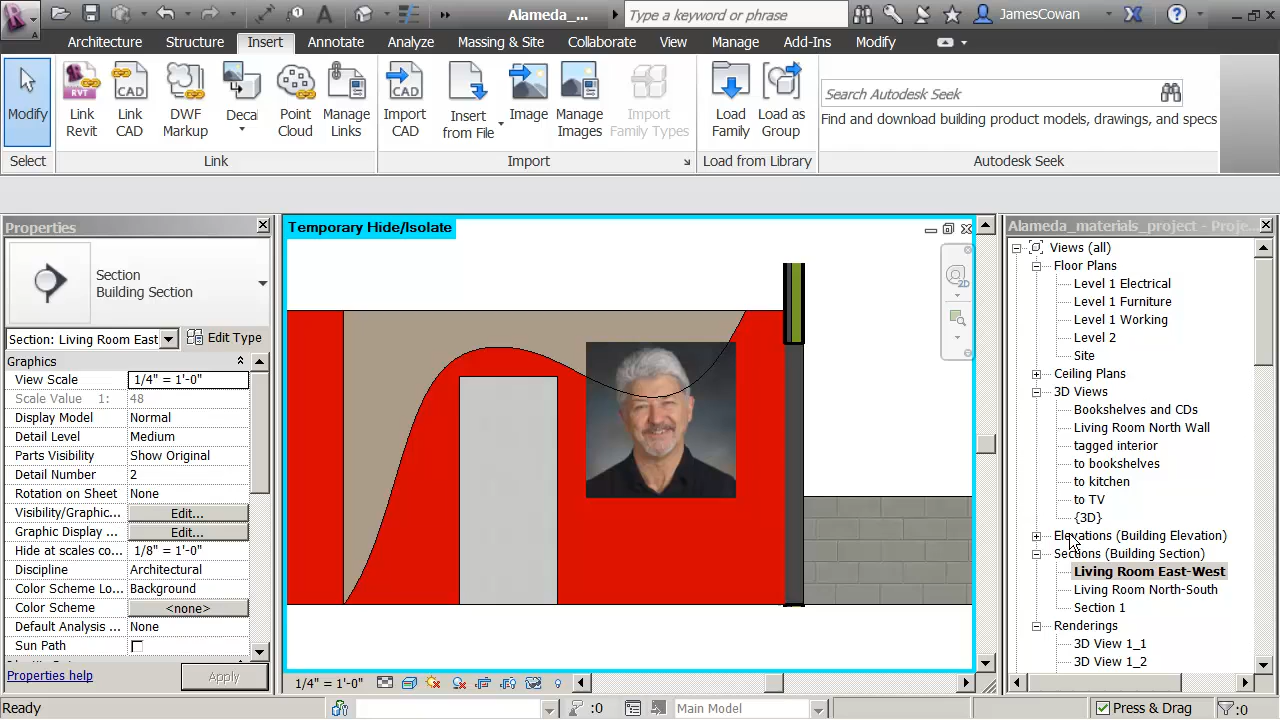 Alameda_...
Type a keyword or phrase
JamesCowan
Architecture Structure Insert Annotate Analyze Massing & Site Collaborate View Manage Add-Ins Modify
Modify
Link Revit
RVT
Link CAD
DWF Markup
Decal
Point Cloud
Manage Links
Import CAD
Insert from File
Image
Manage Images
Import Family Types
Load Family
Load as Group
Search Autodesk Seek
Find and download building product models, drawings, and specs
Select Link Import Load from Library Autodesk Seek
Properties
Section
Building Section
Section: Living Room East
Edit Type
Graphics
View Scale 1/4" = 1'-0"
Scale Value 1: 48
Display Model Normal
Detail Level Medium
Parts Visibility Show Original
Detail Number 2
Rotation on Sheet None
Visibility/Graphic... Edit...
Graphic Display ... Edit...
Hide at scales co... 1/8" = 1'-0"
Discipline Architectural
Color Scheme Lo... Background
Color Scheme <none>
Default Analysis ... None
Sun Path
Properties help
Apply
Temporary Hide/Isolate
2D
1/4" = 1'-0"
Alameda_materials_project - Proje...
Views (all)
Floor Plans
Level 1 Electrical
Level 1 Furniture
Level 1 Working
Level 2
Site
Ceiling Plans
3D Views
Bookshelves and CDs
Living Room North Wall
tagged interior
to bookshelves
to kitchen
to TV
{3D}
Elevations (Building Elevation)
Sections (Building Section)
Living Room East-West
Living Room North-South
Section 1
Renderings
3D View 1_1
3D View 1_2
Ready
:0
Main Model
Press & Drag
:0